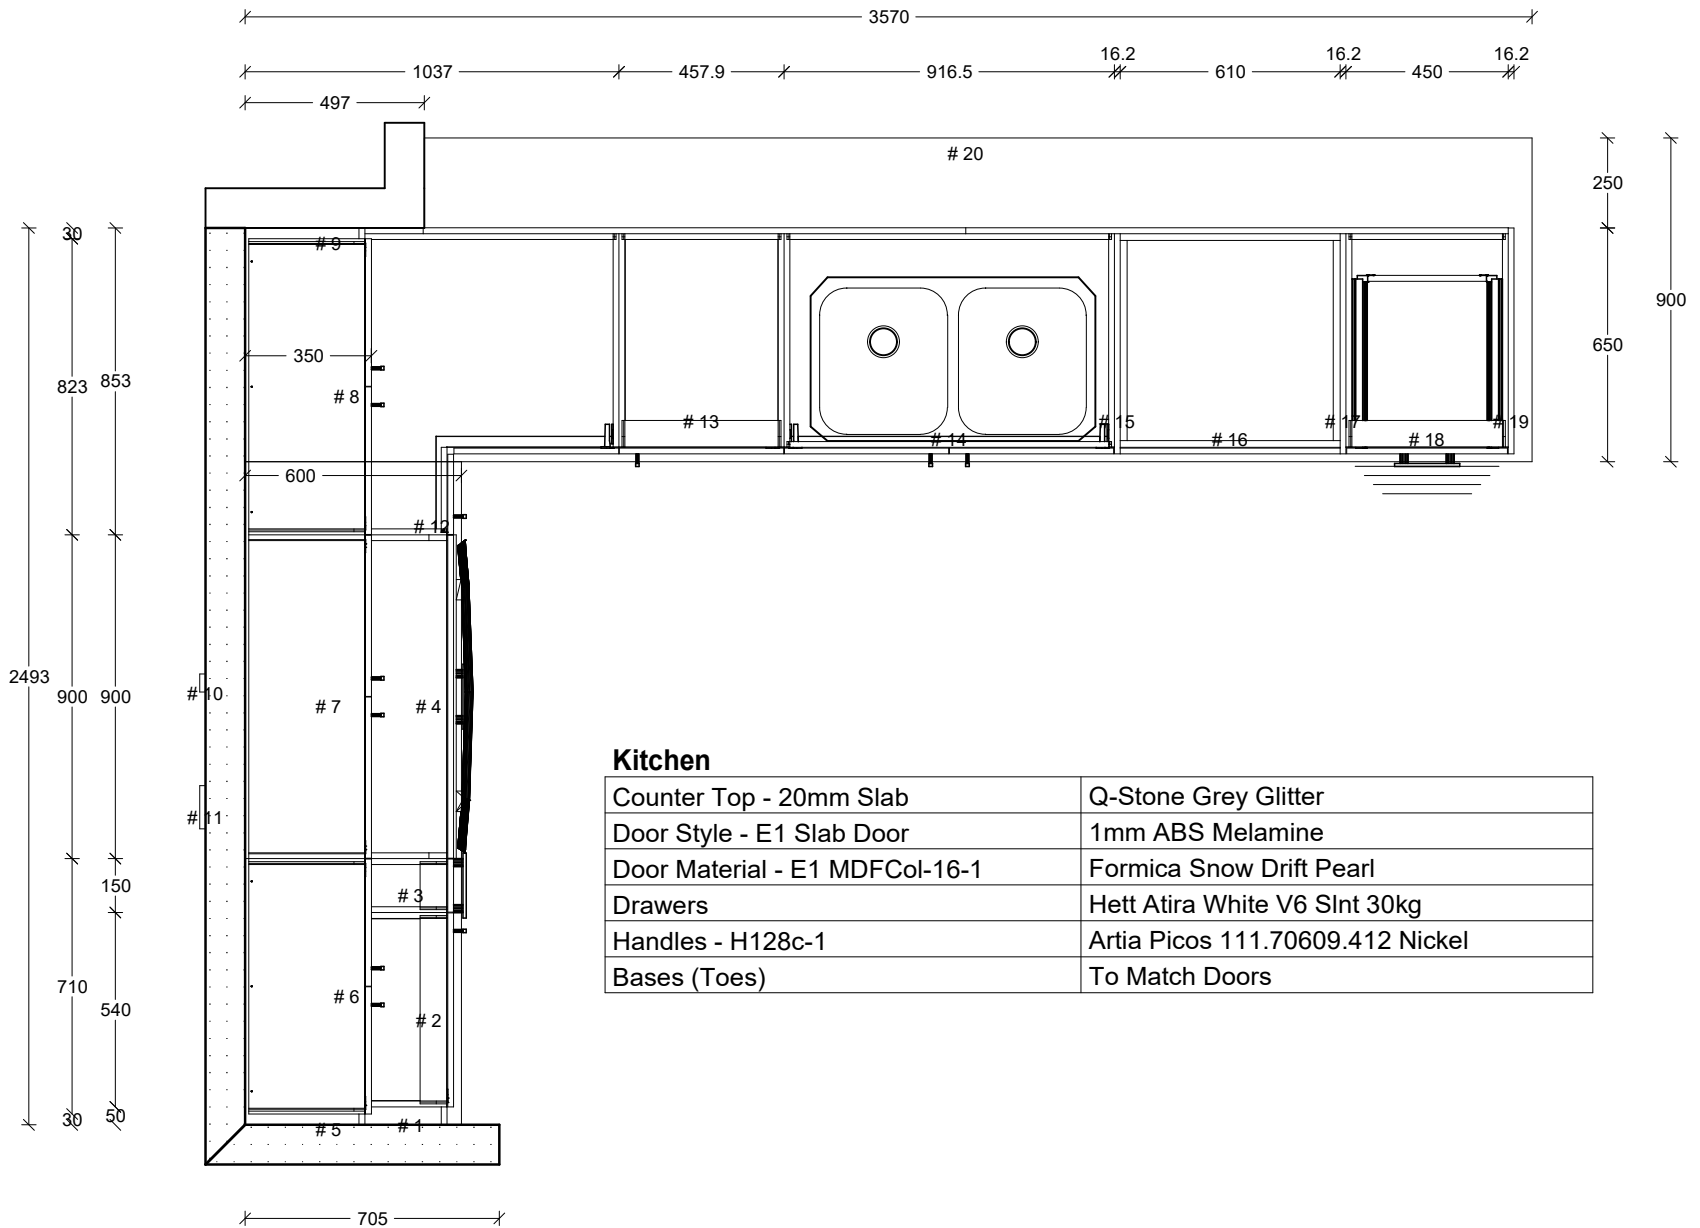 3570
16.2 16.2 16.2
1037 457.9 916.5 610 450
497
# 20
250
30
# 9
900
650
350
823 853
# 8
# 13 # 15 # 17 # 19
# 14 # 16 # 18
600
# 12
2493
900 900
# 10
# 7 # 4
# 11
Kitchen
Counter Top - 20mm Slab Q-Stone Grey Glitter
Door Style - E1 Slab Door 1mm ABS Melamine
Door Material - E1 MDFCol-16-1 Formica Snow Drift Pearl
Drawers Hett Atira White V6 Slnt 30kg
Handles - H128c-1 Artia Picos 111.70609.412 Nickel
Bases (Toes) To Match Doors
150
# 3
710
# 6
540
# 2
30 50
# 5 # 1
705